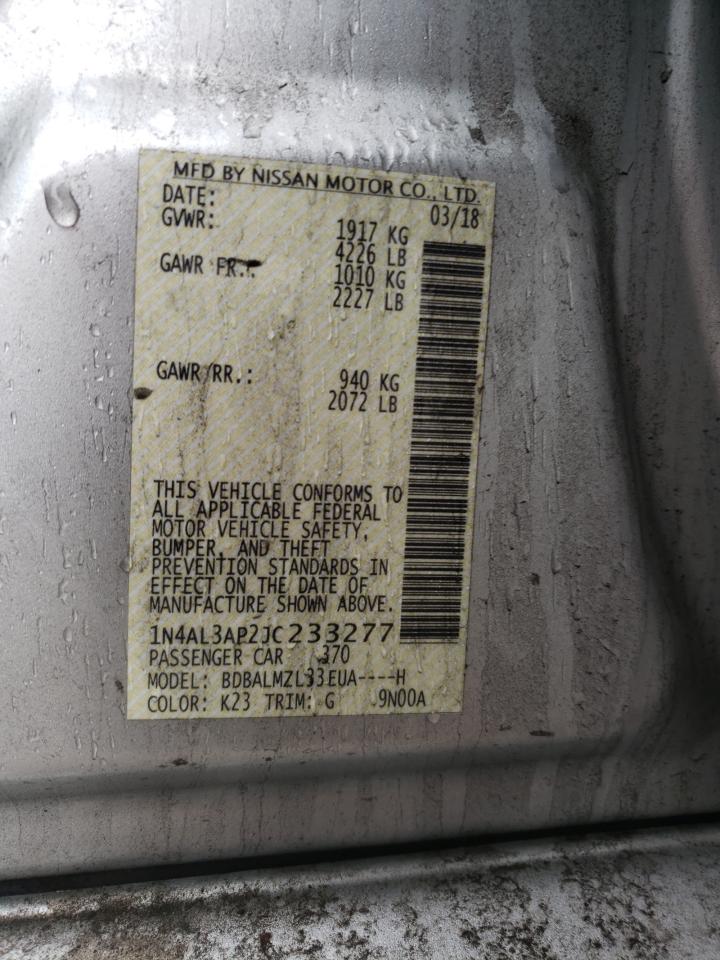 MFD BY NISSAN MOTOR CO., LTD.
DATE: 03/18
GVWR: 1917 KG
4226 LB
GAWR FR.: 1010 KG
2227 LB
GAWR RR.: 940 KG
2072 LB
THIS VEHICLE CONFORMS TO
ALL APPLICABLE FEDERAL
MOTOR VEHICLE SAFETY,
BUMPER, AND THEFT
PREVENTION STANDARDS IN
EFFECT ON THE DATE OF
MANUFACTURE SHOWN ABOVE.
1N4AL3AP2JC233277
PASSENGER CAR 370
MODEL: BDBALMZL33EUA----H
COLOR: K23 TRIM: G 9N00A